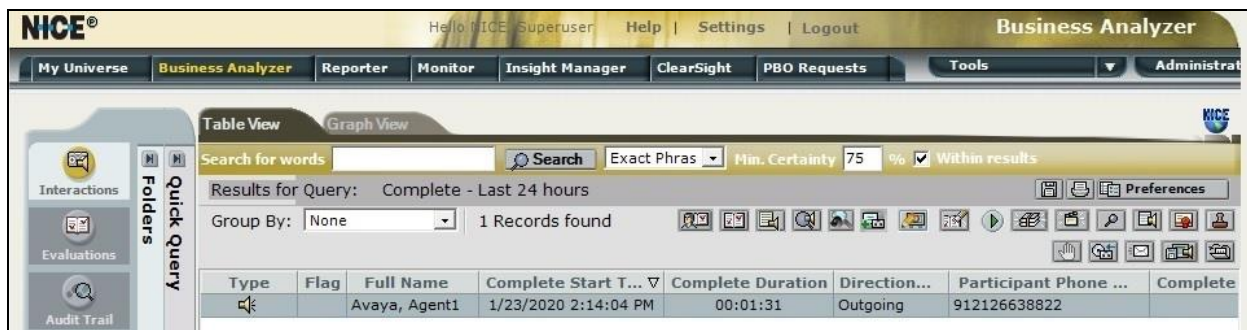 NICE®
Hello NICE Superuser Help | Settings | Logout
Business Analyzer
My Universe Business Analyzer Reporter Monitor Insight Manager ClearSight PBO Requests Tools Administrat
Table View Graph View
NICE
Search for words Search Exact Phras Min. Certainty 75 % Within results
Interactions
Folders
Quick Query
Results for Query: Complete - Last 24 hours Preferences
Group By: None 1 Records found
Evaluations
Type Flag Full Name Complete Start T... Complete Duration Direction... Participant Phone ... Complete
Avaya, Agent1 1/23/2020 2:14:04 PM 00:01:31 Outgoing 912126638822
Audit Trail